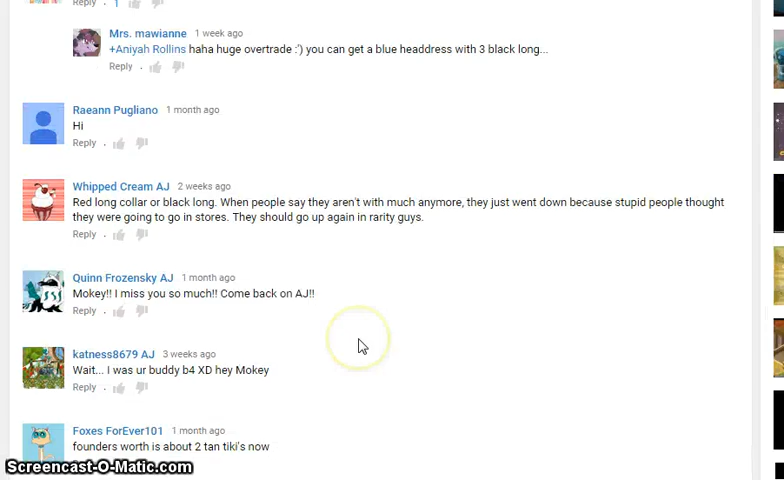 Reply . 1
Mrs. mawianne 1 week ago
+Aniyah Rollins haha huge overtrade :') you can get a blue headdress with 3 black long...
Reply .
Raeann Pugliano 1 month ago
Hi
Reply .
Whipped Cream AJ 2 weeks ago
Red long collar or black long. When people say they aren't with much anymore, they just went down because stupid people thought
they were going to go in stores. They should go up again in rarity guys.
Reply .
Quinn Frozensky AJ 1 month ago
Mokey!! I miss you so much!! Come back on AJ!!
Reply .
katness8679 AJ 3 weeks ago
Wait... I was ur buddy b4 XD hey Mokey
Reply .
Foxes ForEver101 1 month ago
founders worth is about 2 tan tiki's now
Screencast-O-Matic.com